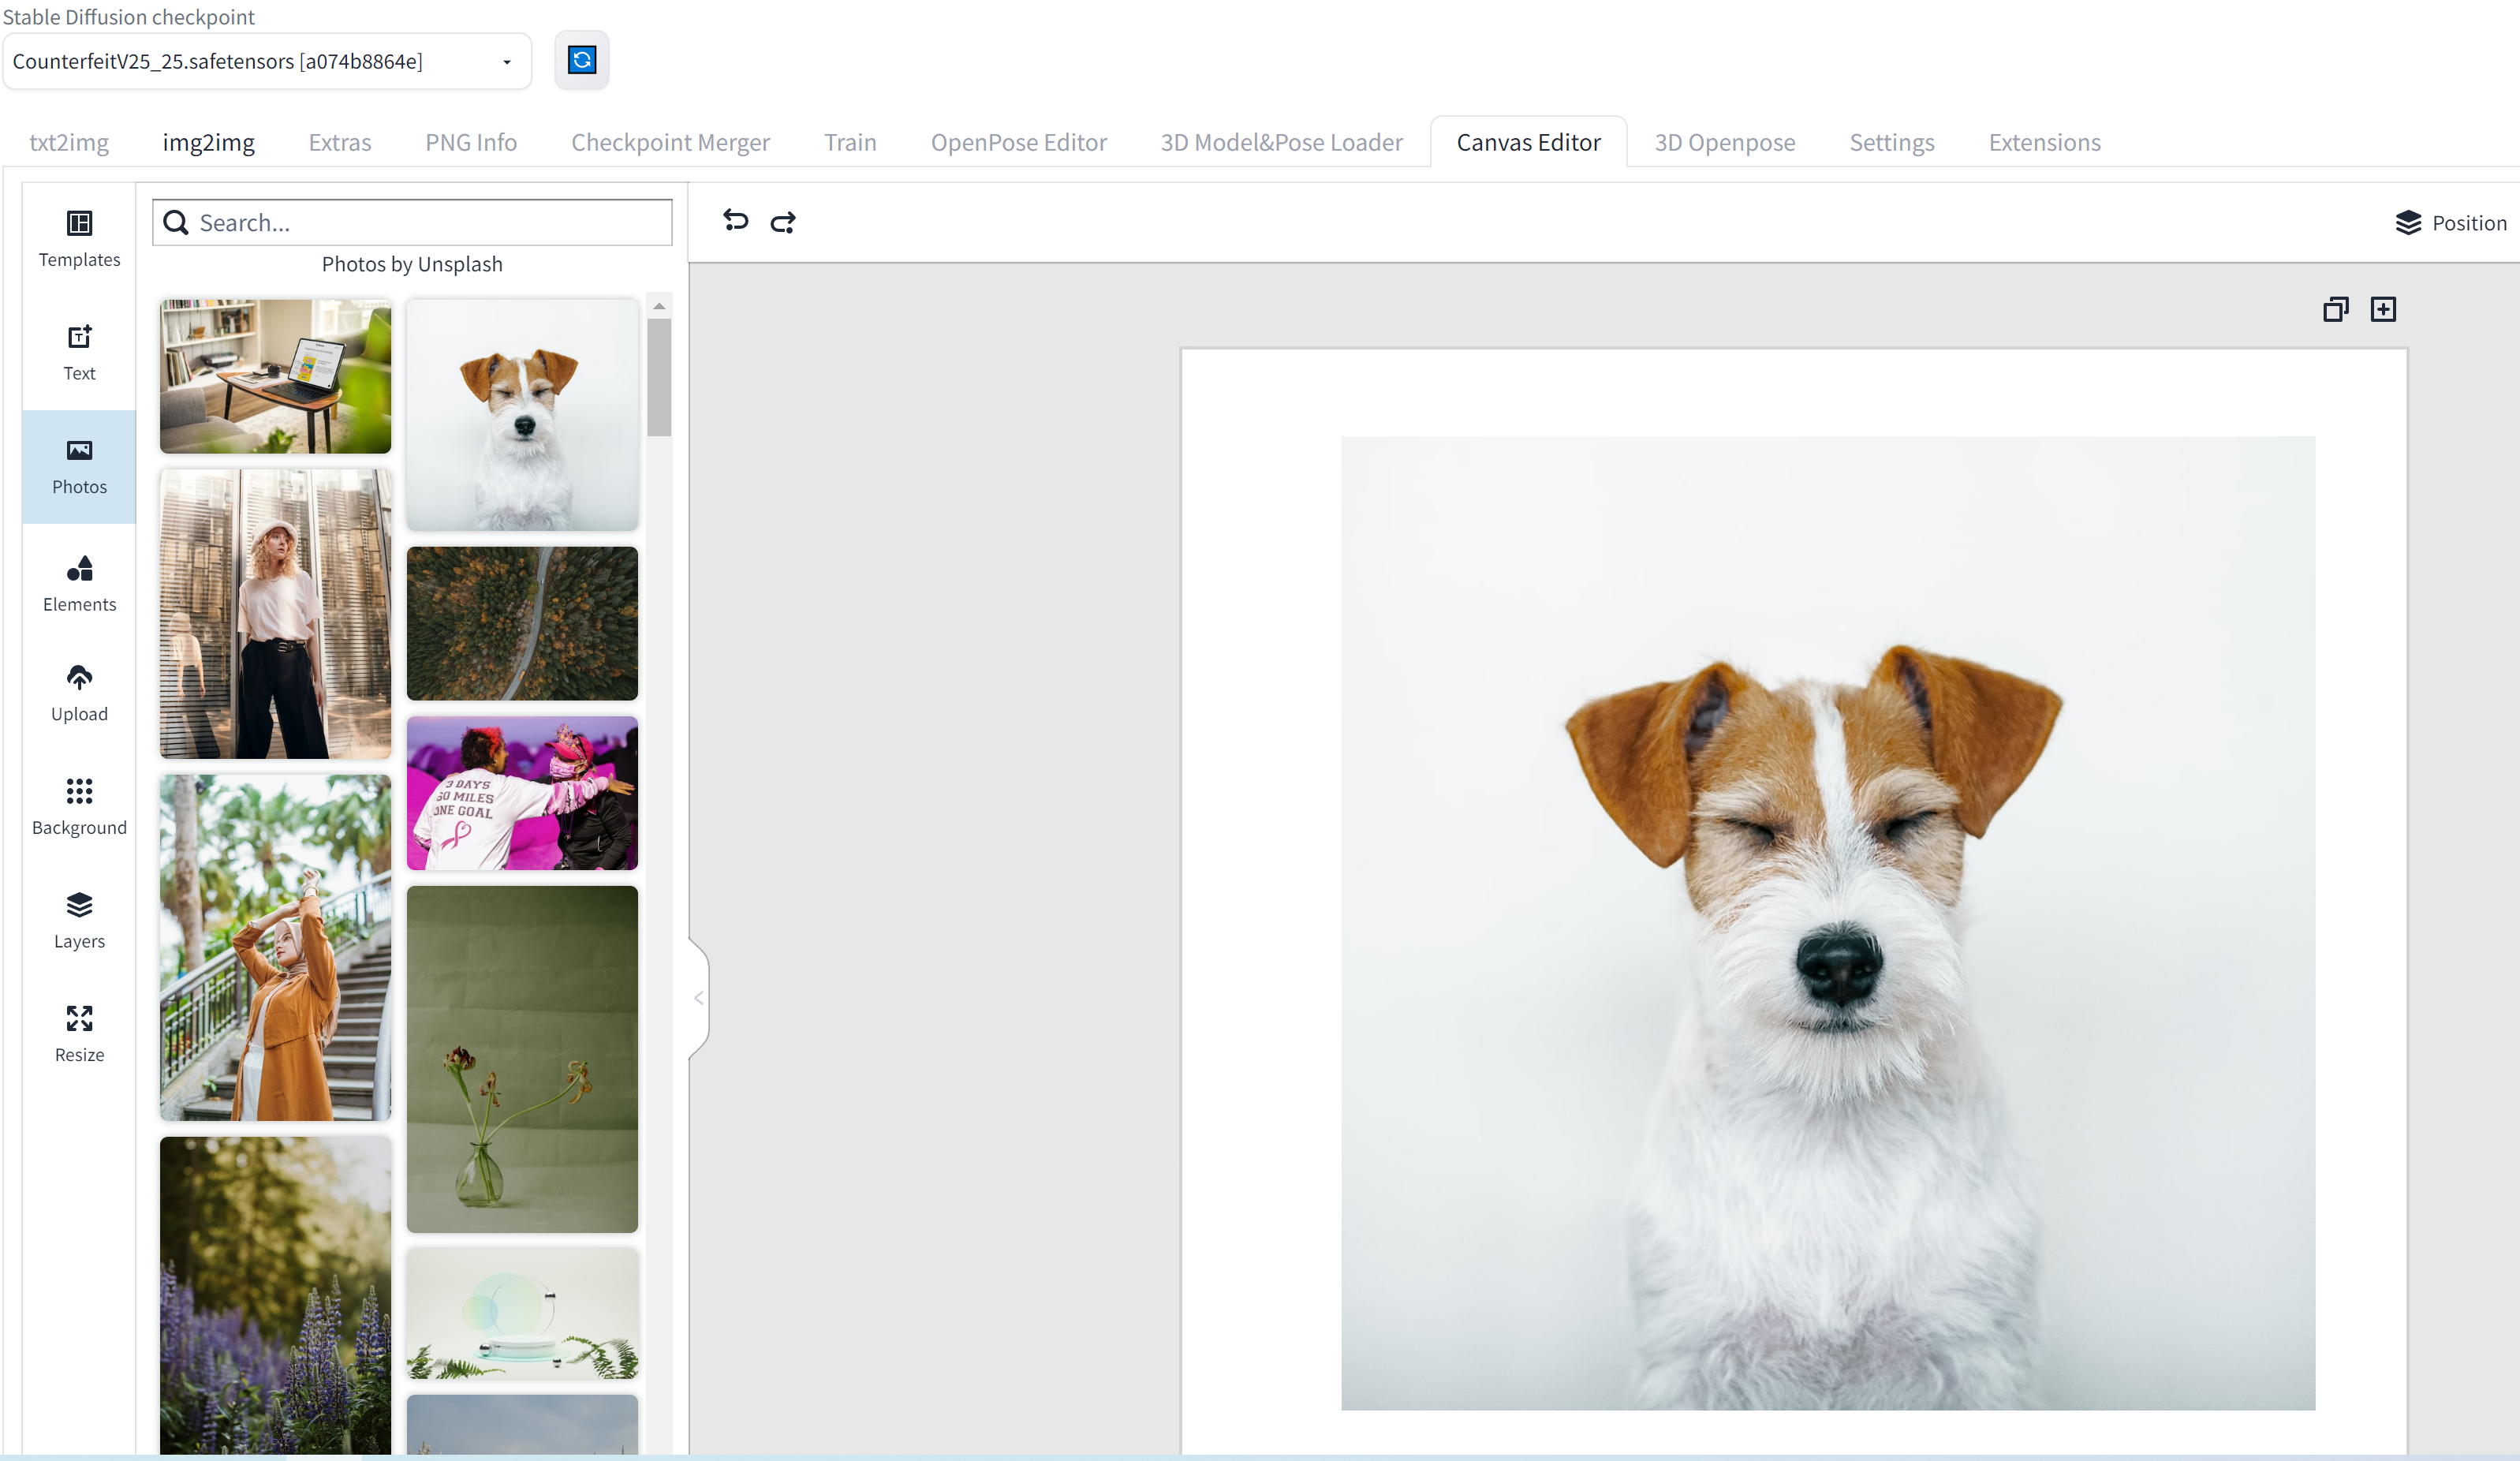 Stable Diffusion checkpoint
CounterfeitV25_25.safetensors [a074b8864e]
txt2img img2img Extras PNG Info Checkpoint Merger Train OpenPose Editor 3D Model&Pose Loader Canvas Editor 3D Openpose Settings Extensions
Templates
Text
Photos
Elements
Upload
Background
Layers
Resize
Search...
Photos by Unsplash
3 DAYS
60 MILES
ONE GOAL
Position